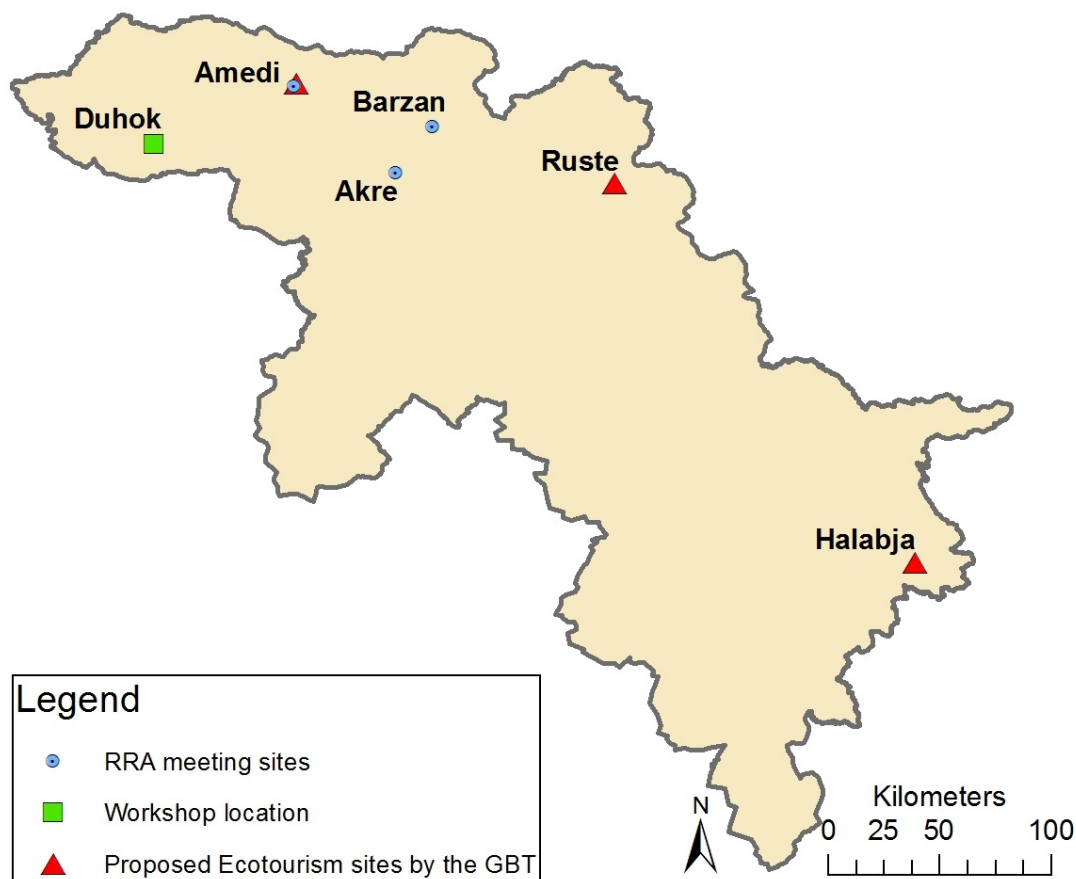 Amedi
Barzan
Duhok
Ruste
Akre
Halabja
Legend
RRA meeting sites
Workshop location
Proposed Ecotourism sites by the GBT
N
Kilometers
0 25 50 100